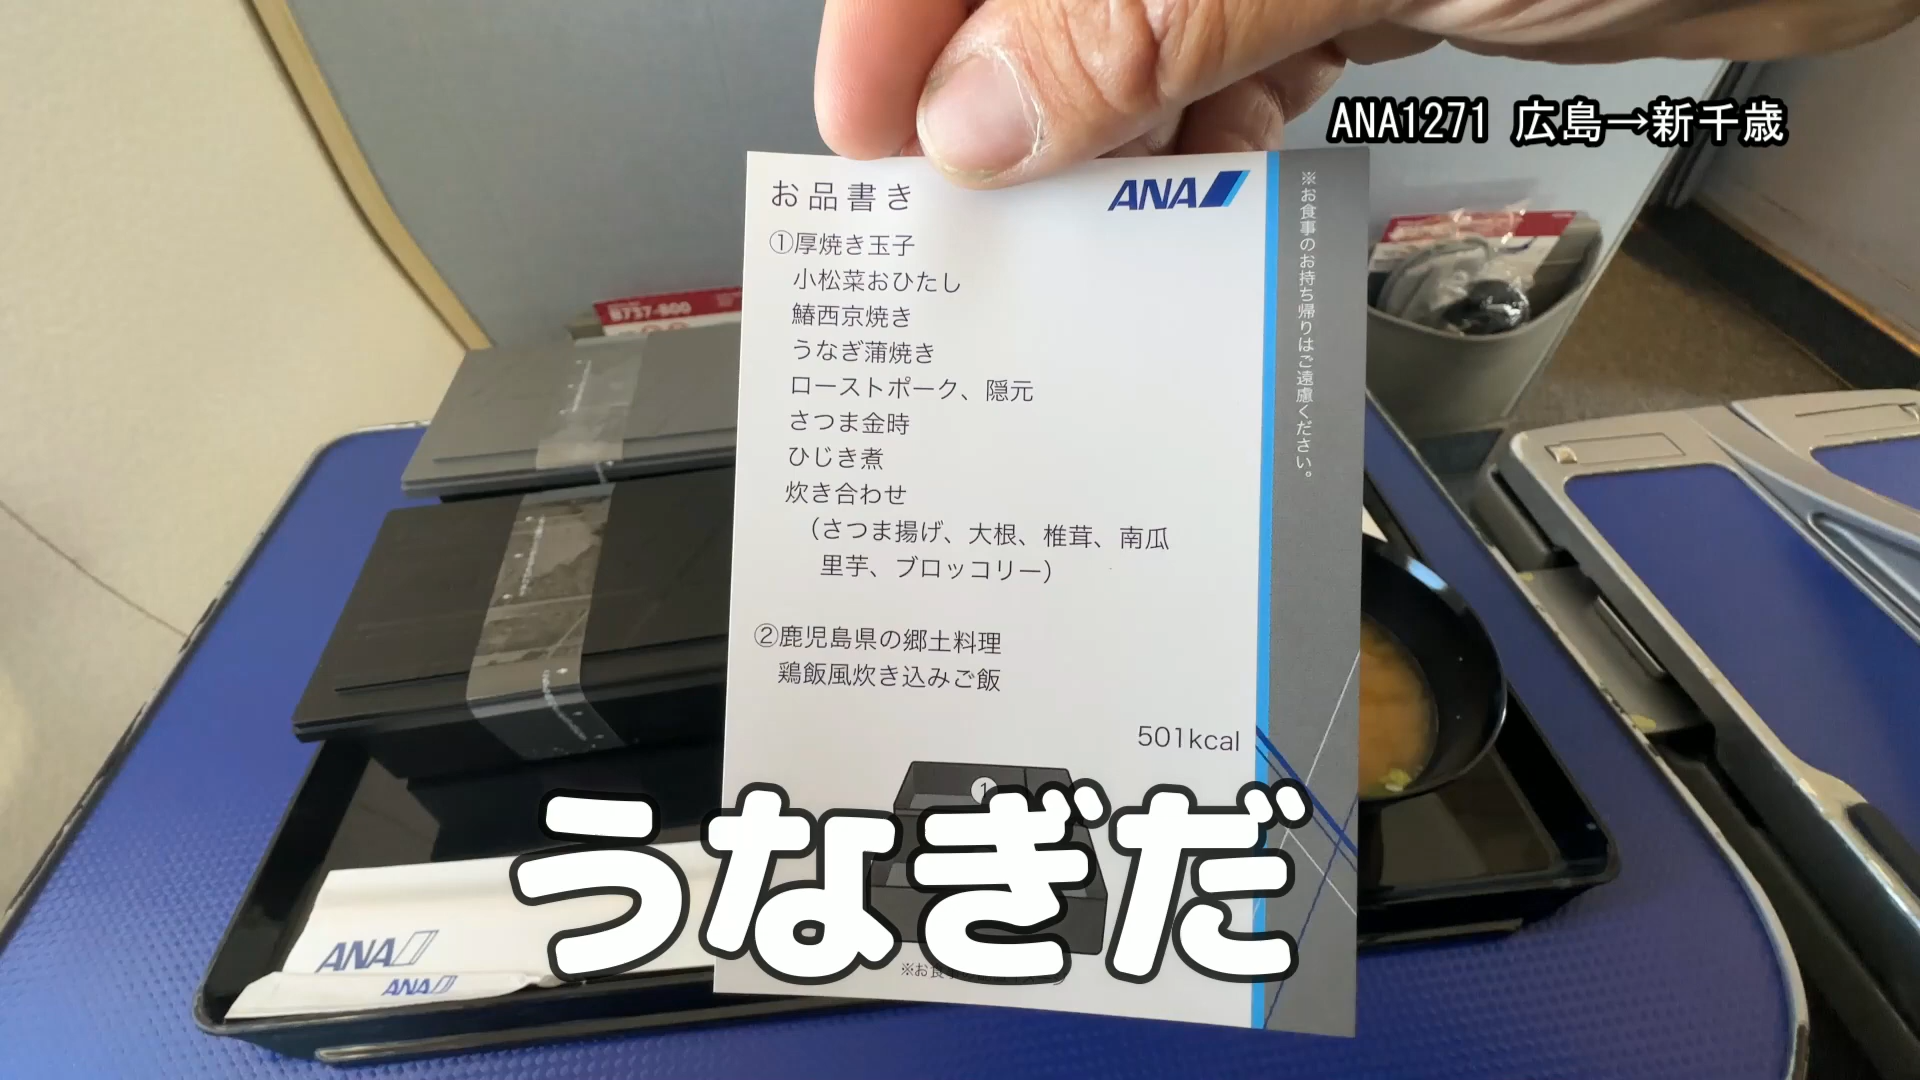 ANA1271 広島→新千歳
お品書き
ANA
①厚焼き玉子
小松菜おひたし
鰆西京焼き
うなぎ蒲焼き
ローストポーク、隠元
さつま金時
ひじき煮
炊き合わせ
（さつま揚げ、大根、椎茸、南瓜
里芋、ブロッコリー）
②鹿児島県の郷土料理
鶏飯風炊き込みご飯
501kcal
1
※お食事のお持ち帰りはご遠慮ください。
B737-800
うなぎだ
ANA
ANA